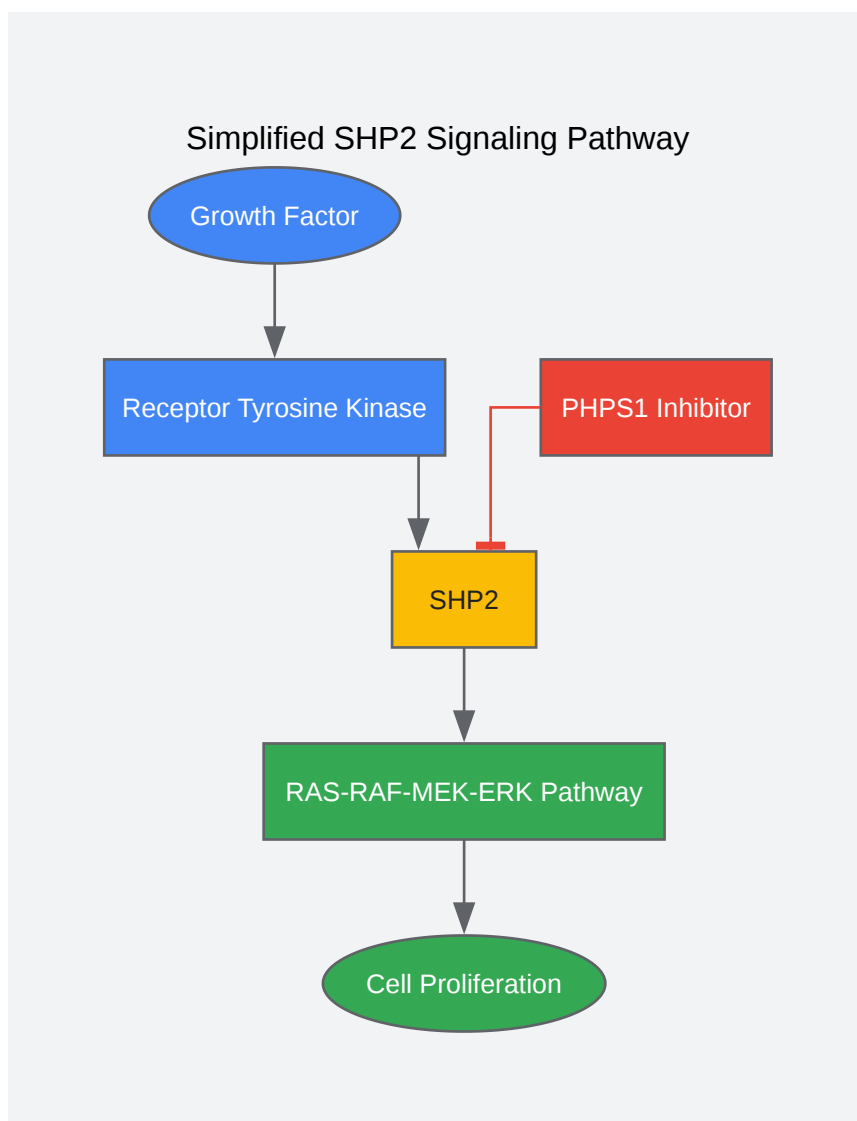 Simplified SHP2 Signaling Pathway
Growth Factor
Receptor Tyrosine Kinase
PHPS1 Inhibitor
SHP2
RAS-RAF-MEK-ERK Pathway
Cell Proliferation